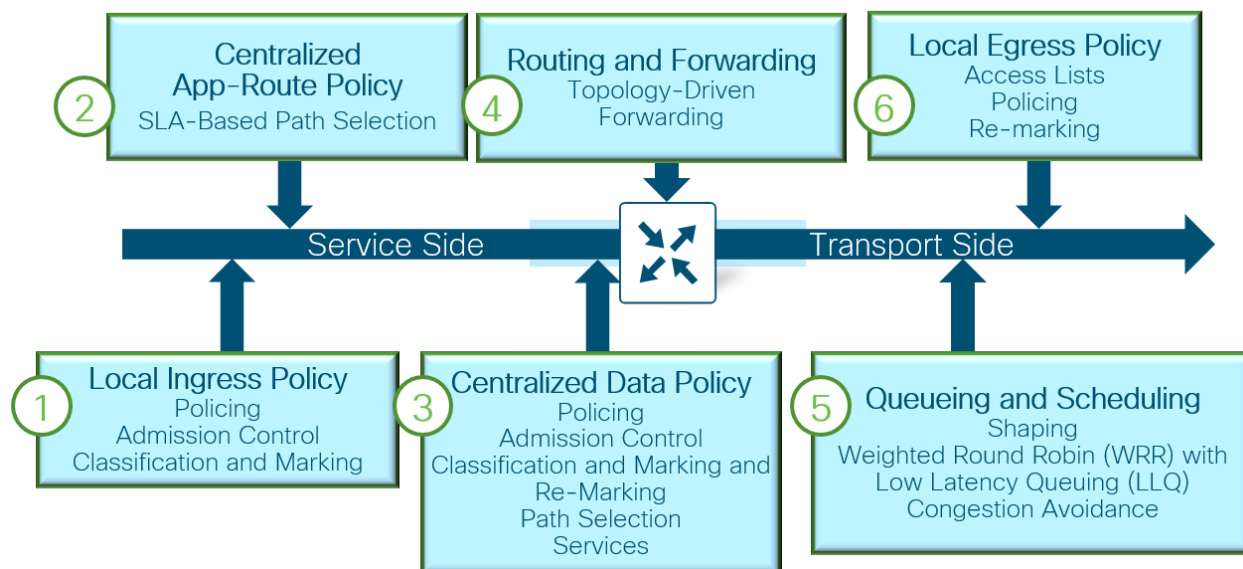 1
Local Ingress Policy
Policing
Admission Control
Classification and Marking
2
Centralized
App-Route Policy
SLA-Based Path Selection
3
Centralized Data Policy
Policing
Admission Control
Classification and Marking and
Re-Marking
Path Selection
Services
4
Routing and Forwarding
Topology-Driven
Forwarding
5
Queueing and Scheduling
Shaping
Weighted Round Robin (WRR) with
Low Latency Queuing (LLQ)
Congestion Avoidance
6
Local Egress Policy
Access Lists
Policing
Re-marking
Service Side
Transport Side